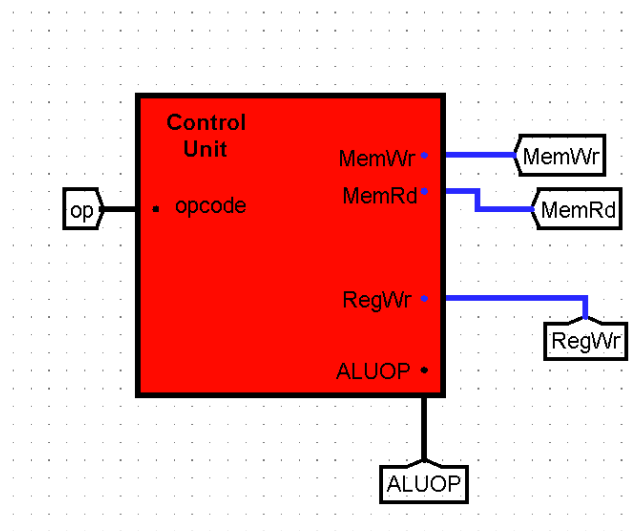 Control
Unit
MemWr
MemWr
MemRd
MemRd
op
opcode
RegWr
RegWr
ALUOP
ALUOP